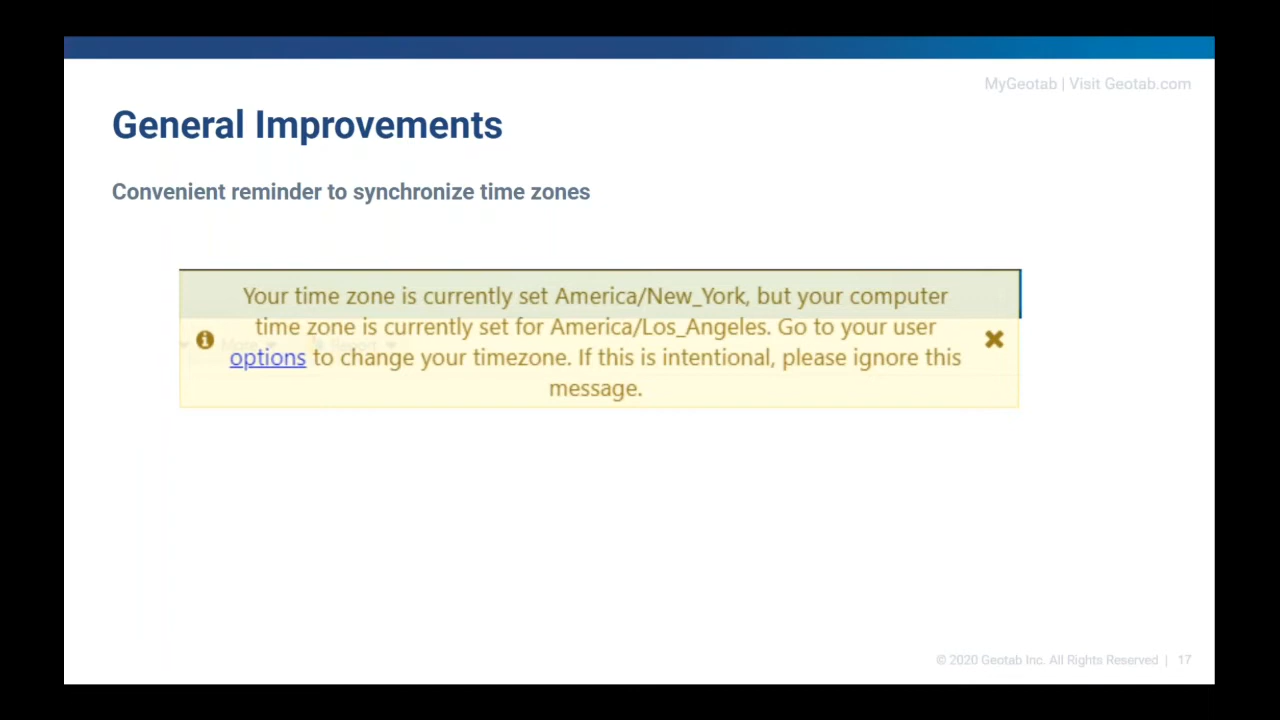 MyGeotab | Visit Geotab.com
General Improvements
Convenient reminder to synchronize time zones
Your time zone is currently set America/New_York, but your computer
time zone is currently set for America/Los_Angeles. Go to your user
options to change your timezone. If this is intentional, please ignore this
message.
© 2020 Geotab Inc. All Rights Reserved | 17